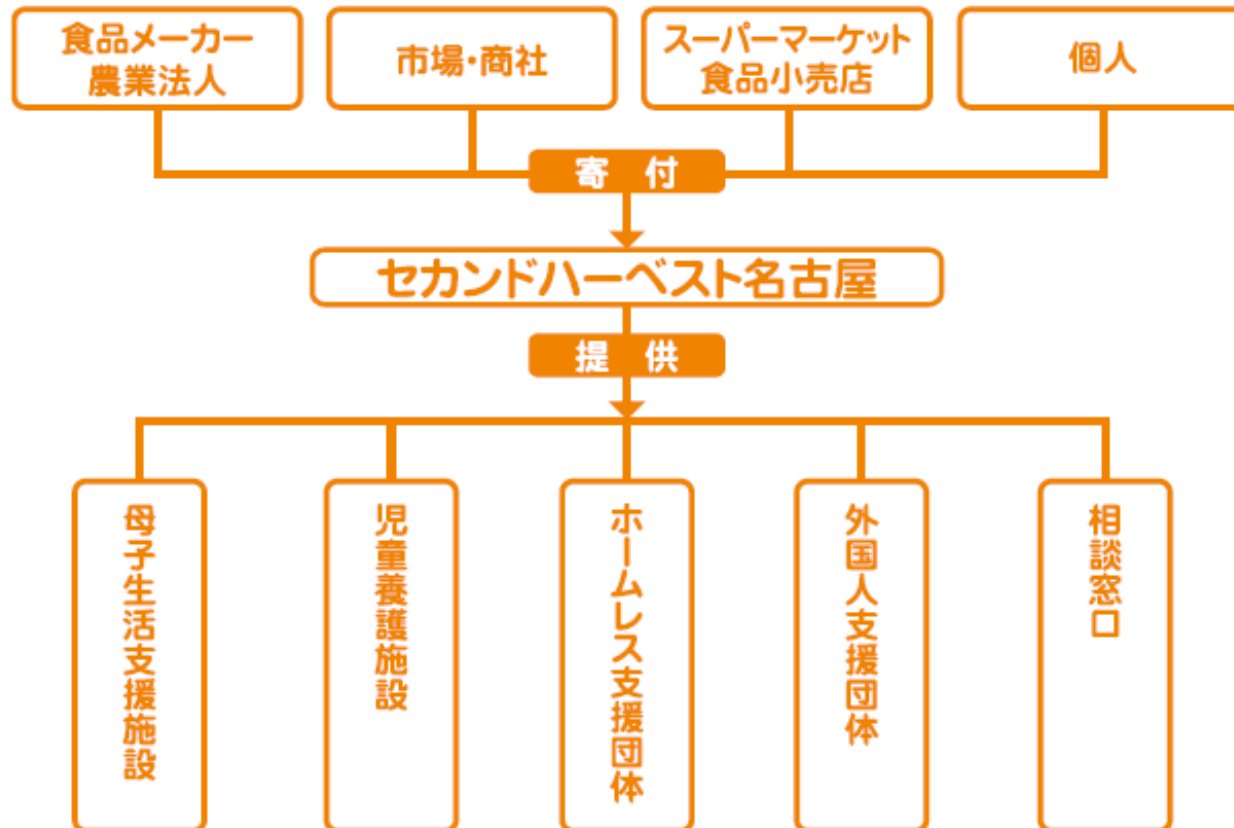 食品メーカー
農業法人
市場・商社
スーパーマーケット
食品小売店
個人
寄 付
セカンドハーベスト名古屋
提 供
母子生活支援施設
児童養護施設
ホームレス支援団体
外国人支援団体
相談窓口